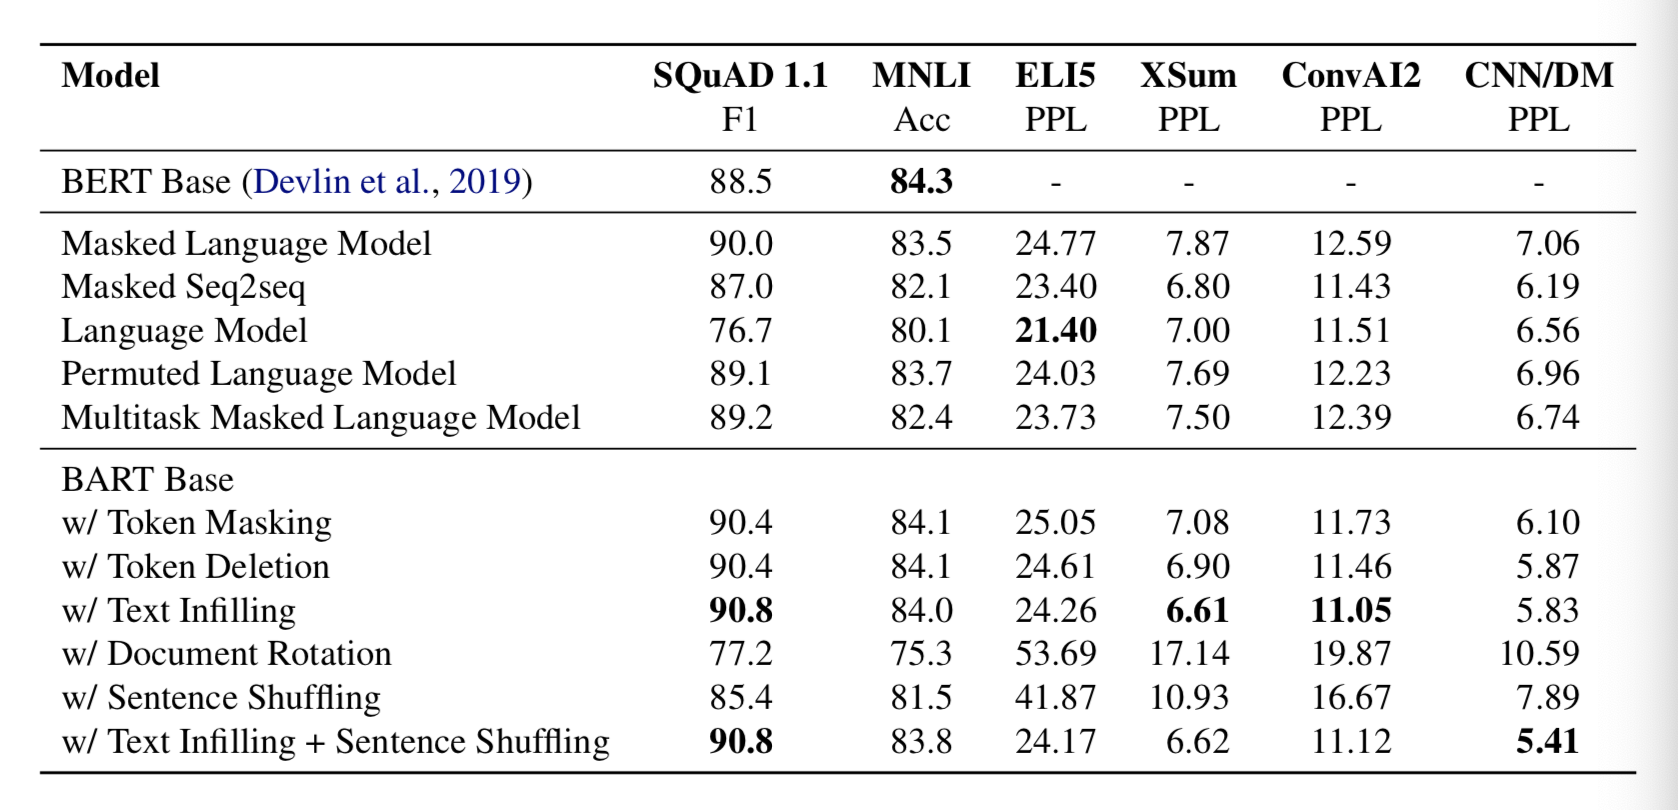 Model SQuAD 1.1 MNLI ELI5 XSum ConvAI2 CNN/DM
F1 Acc PPL PPL PPL PPL
BERT Base (Devlin et al., 2019) 88.5 84.3 - - - -
Masked Language Model 90.0 83.5 24.77 7.87 12.59 7.06
Masked Seq2seq 87.0 82.1 23.40 6.80 11.43 6.19
Language Model 76.7 80.1 21.40 7.00 11.51 6.56
Permuted Language Model 89.1 83.7 24.03 7.69 12.23 6.96
Multitask Masked Language Model 89.2 82.4 23.73 7.50 12.39 6.74
BART Base
w/ Token Masking 90.4 84.1 25.05 7.08 11.73 6.10
w/ Token Deletion 90.4 84.1 24.61 6.90 11.46 5.87
w/ Text Infilling 90.8 84.0 24.26 6.61 11.05 5.83
w/ Document Rotation 77.2 75.3 53.69 17.14 19.87 10.59
w/ Sentence Shuffling 85.4 81.5 41.87 10.93 16.67 7.89
w/ Text Infilling + Sentence Shuffling 90.8 83.8 24.17 6.62 11.12 5.41